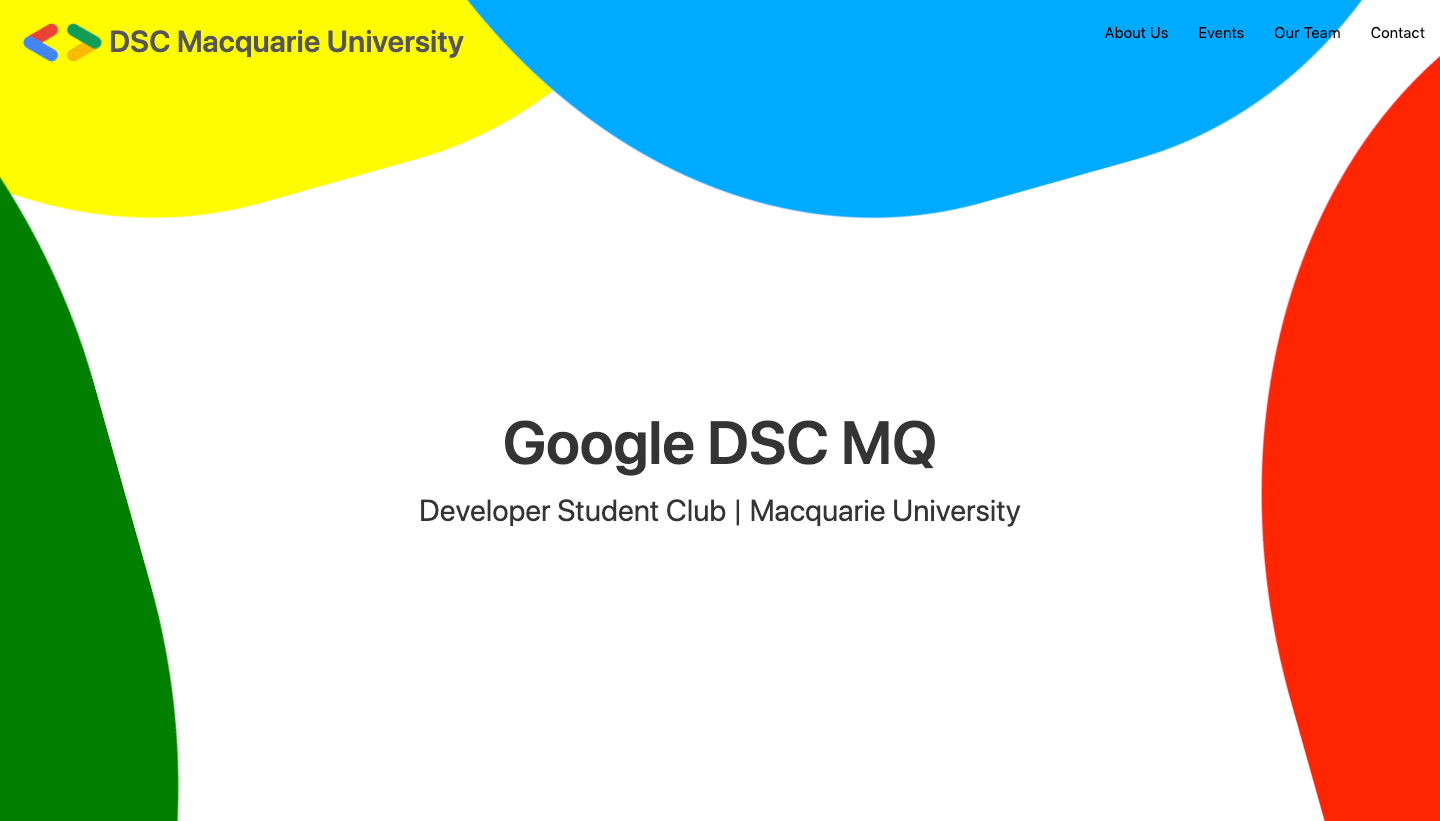 DSC Macquarie University
About Us Events Our Team Contact
Google DSC MQ
Developer Student Club | Macquarie University